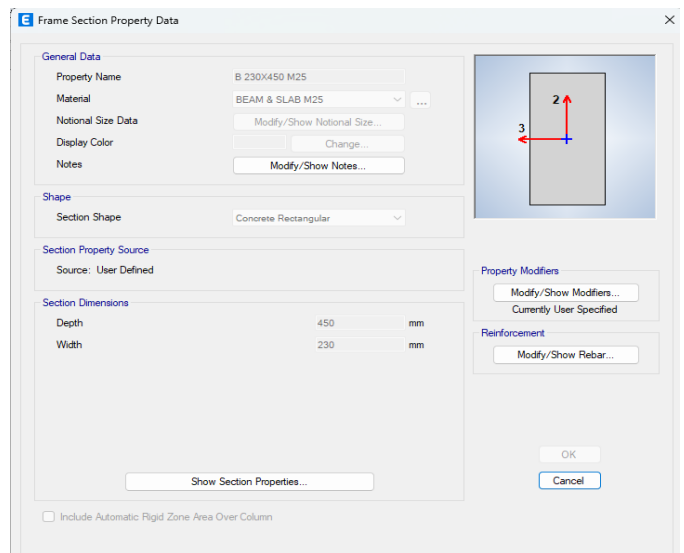 E Frame Section Property Data
General Data
Property Name B 230X450 M25
Material BEAM & SLAB M25 ...
Notional Size Data Modify/Show Notional Size...
Display Color Change...
Notes Modify/Show Notes...
Shape
Section Shape Concrete Rectangular
Section Property Source
Source: User Defined
Section Dimensions
Depth 450 mm
Width 230 mm
Show Section Properties...
Include Automatic Rigid Zone Area Over Column
2
3
Property Modifiers
Modify/Show Modifiers...
Currently User Specified
Reinforcement
Modify/Show Rebar...
OK
Cancel